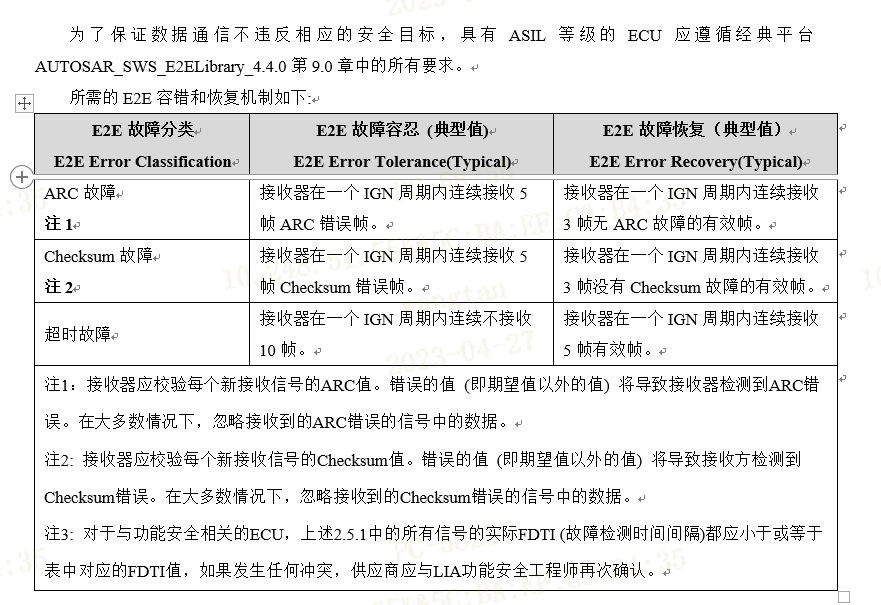 为了保证数据通信不违反相应的安全目标，具有 ASIL 等级的 ECU 应遵循经典平台
AUTOSAR_SWS_E2ELibrary_4.4.0 第 9.0 章中的所有要求。
所需的 E2E 容错和恢复机制如下:
E2E 故障分类
E2E Error Classification
E2E 故障容忍 (典型值)
E2E Error Tolerance(Typical)
E2E 故障恢复（典型值）
E2E Error Recovery(Typical)
ARC 故障
注 1
接收器在一个 IGN 周期内连续接收 5
帧 ARC 错误帧。
接收器在一个 IGN 周期内连续接收
3 帧无 ARC 故障的有效帧。
Checksum 故障
注 2
接收器在一个 IGN 周期内连续接收 5
帧 Checksum 错误帧。
接收器在一个 IGN 周期内连续接收
3 帧没有 Checksum 故障的有效帧。
超时故障
接收器在一个 IGN 周期内连续不接收
10 帧。
接收器在一个 IGN 周期内连续接收
5 帧有效帧。
注1：接收器应校验每个新接收信号的ARC值。错误的值 (即期望值以外的值) 将导致接收器检测到ARC错
误。在大多数情况下，忽略接收到的ARC错误的信号中的数据。
注2: 接收器应校验每个新接收信号的Checksum值。错误的值 (即期望值以外的值) 将导致接收方检测到
Checksum错误。在大多数情况下，忽略接收到的Checksum错误的信号中的数据。
注3: 对于与功能安全相关的ECU，上述2.5.1中的所有信号的实际FDTI (故障检测时间间隔)都应小于或等于
表中对应的FDTI值，如果发生任何冲突，供应商应与LIA功能安全工程师再次确认。
2023-04-27